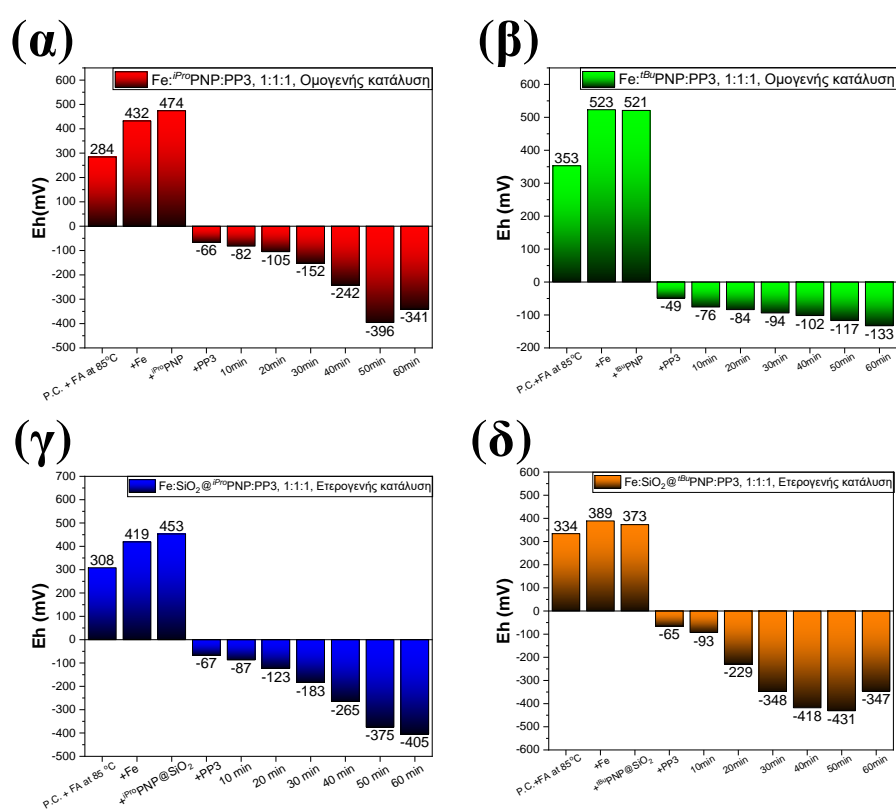 (α)
Fe:iProPNP:PP3, 1:1:1, Ομογενής κατάλυση
Eh(mV)
600
500
400
300
200
100
0
-100
-200
-300
-400
-500
284
432
474
-66
-82
-105
-152
-242
-396
-341
P.C. + FA at 85°C
+Fe
+iProPNP
+PP3
10min
20min
30min
40min
50min
60min
(β)
Fe:tBuPNP:PP3, 1:1:1, Ομογενής κατάλυση
Eh (mV)
600
500
400
300
200
100
0
-100
-200
353
523
521
-49
-76
-84
-94
-102
-117
-133
P.C.+FA at 85°C
+Fe
+tBuPNP
+PP3
10min
20min
30min
40min
50min
60min
(γ)
Fe:SiO2@iProPNP:PP3, 1:1:1, Ετερογενής κατάλυση
Eh (mV)
700
600
500
400
300
200
100
0
-100
-200
-300
-400
-500
308
419
453
-67
-87
-123
-183
-265
-375
-405
P.C. + FA at 85 °C
+Fe
+iProPNP@SiO2
+PP3
10 min
20 min
30 min
40 min
50 min
60 min
(δ)
Fe:SiO2@tBuPNP:PP3, 1:1:1, Ετερογενής κατάλυση
Eh (mV)
600
500
400
300
200
100
0
-100
-200
-300
-400
-500
-600
334
389
373
-65
-93
-229
-348
-418
-431
-347
P.C.+FA at 85°C
+Fe
+tBuPNP@SiO2
+PP3
10min
20min
30min
40min
50min
60min